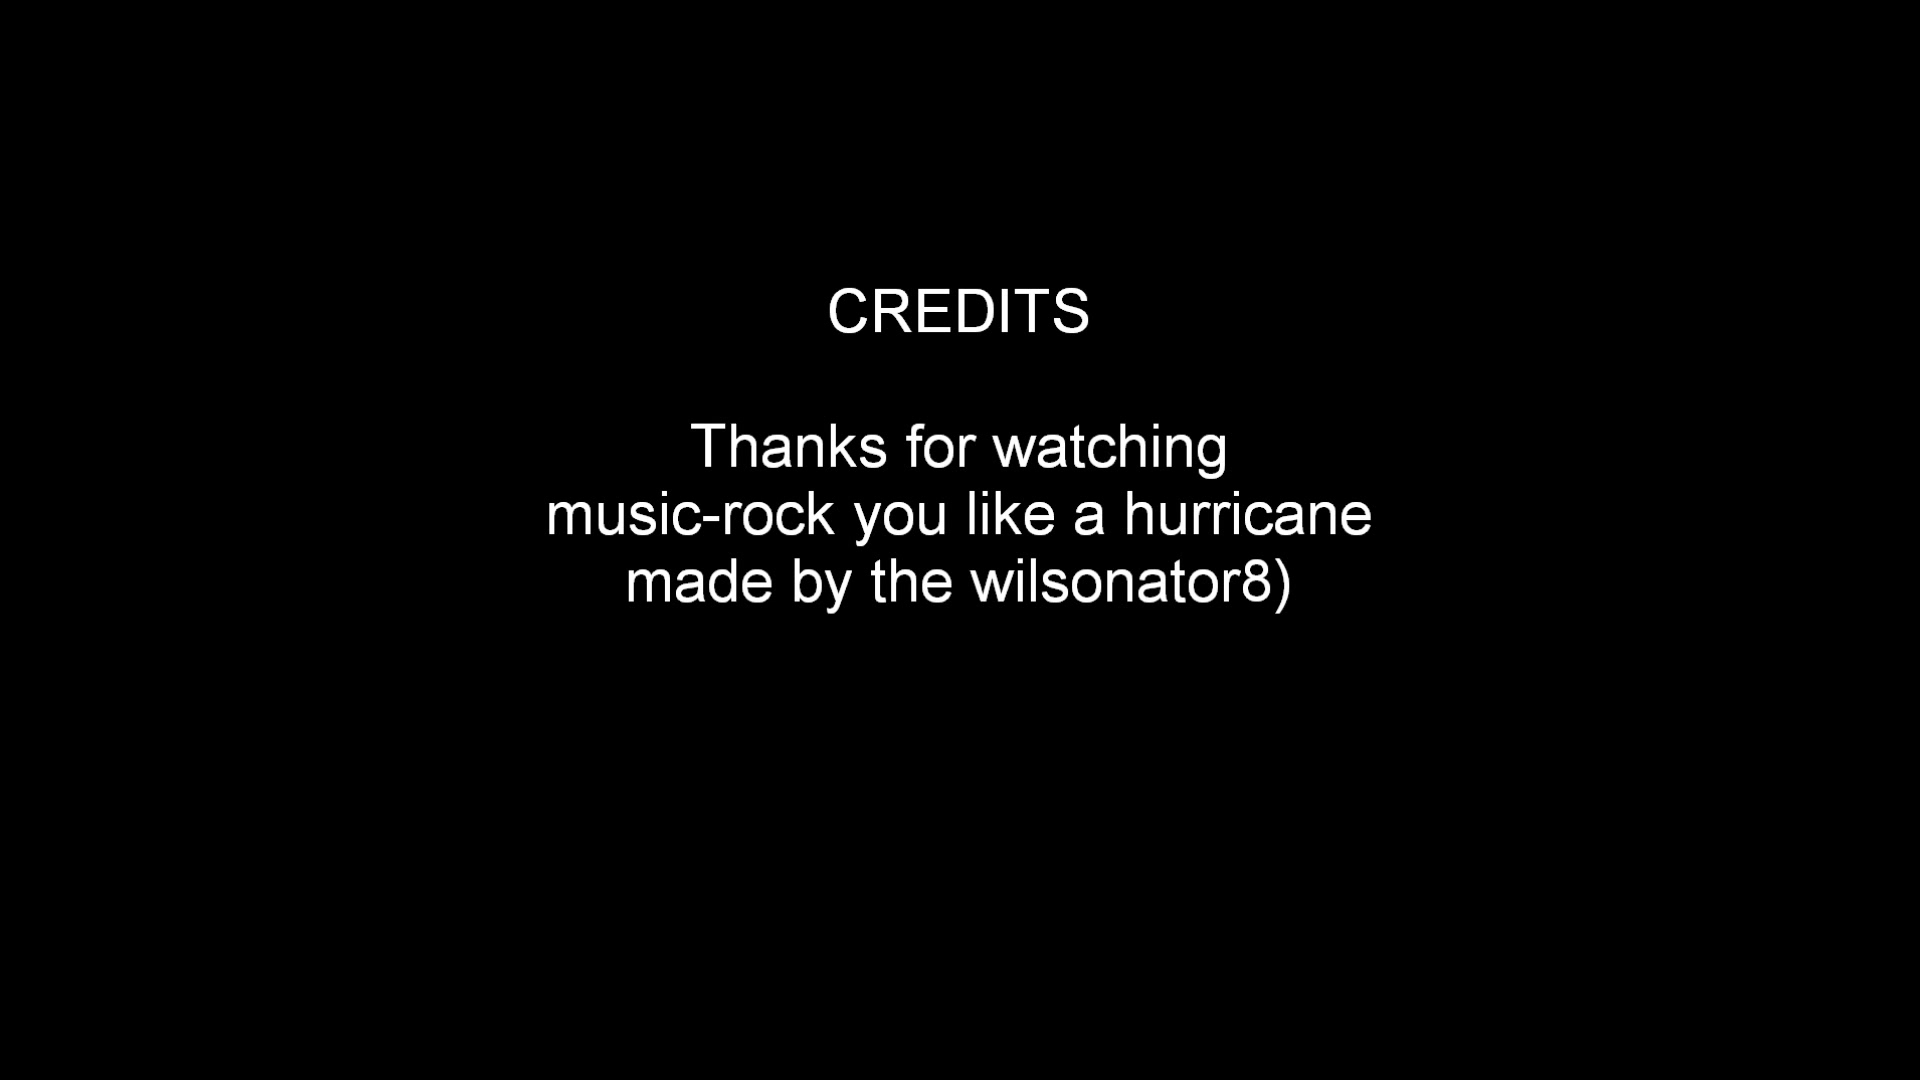 CREDITS
Thanks for watching
music-rock you like a hurricane
made by the wilsonator8)